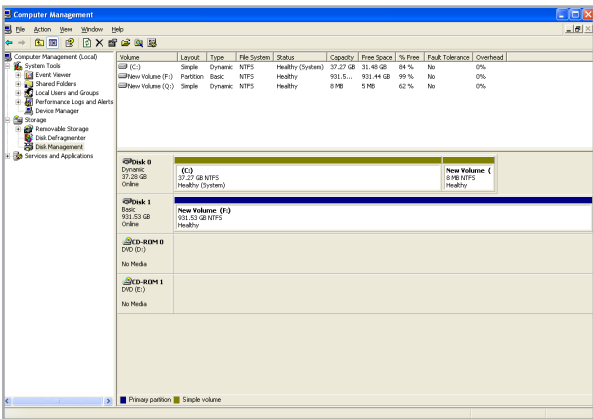 Computer Management
File Action View Window Help
Computer Management (Local)
System Tools
Event Viewer
Shared Folders
Local Users and Groups
Performance Logs and Alerts
Device Manager
Storage
Removable Storage
Disk Defragmenter
Disk Management
Services and Applications
Volume Layout Type File System Status Capacity Free Space % Free Fault Tolerance Overhead
(C:) Simple Dynamic NTFS Healthy (System) 37.27 GB 31.48 GB 84 % No 0%
New Volume (F:) Partition Basic NTFS Healthy 931.5... 931.44 GB 99 % No 0%
New Volume (Q:) Simple Dynamic NTFS Healthy 8 MB 5 MB 62 % No 0%
Disk 0
Dynamic
37.28 GB
Online
(C:)
37.27 GB NTFS
Healthy (System)
New Volume (
8 MB NTFS
Healthy
Disk 1
Basic
931.53 GB
Online
New Volume (F:)
931.53 GB NTFS
Healthy
CD-ROM 0
DVD (D:)
No Media
CD-ROM 1
DVD (E:)
No Media
Primary partition Simple volume